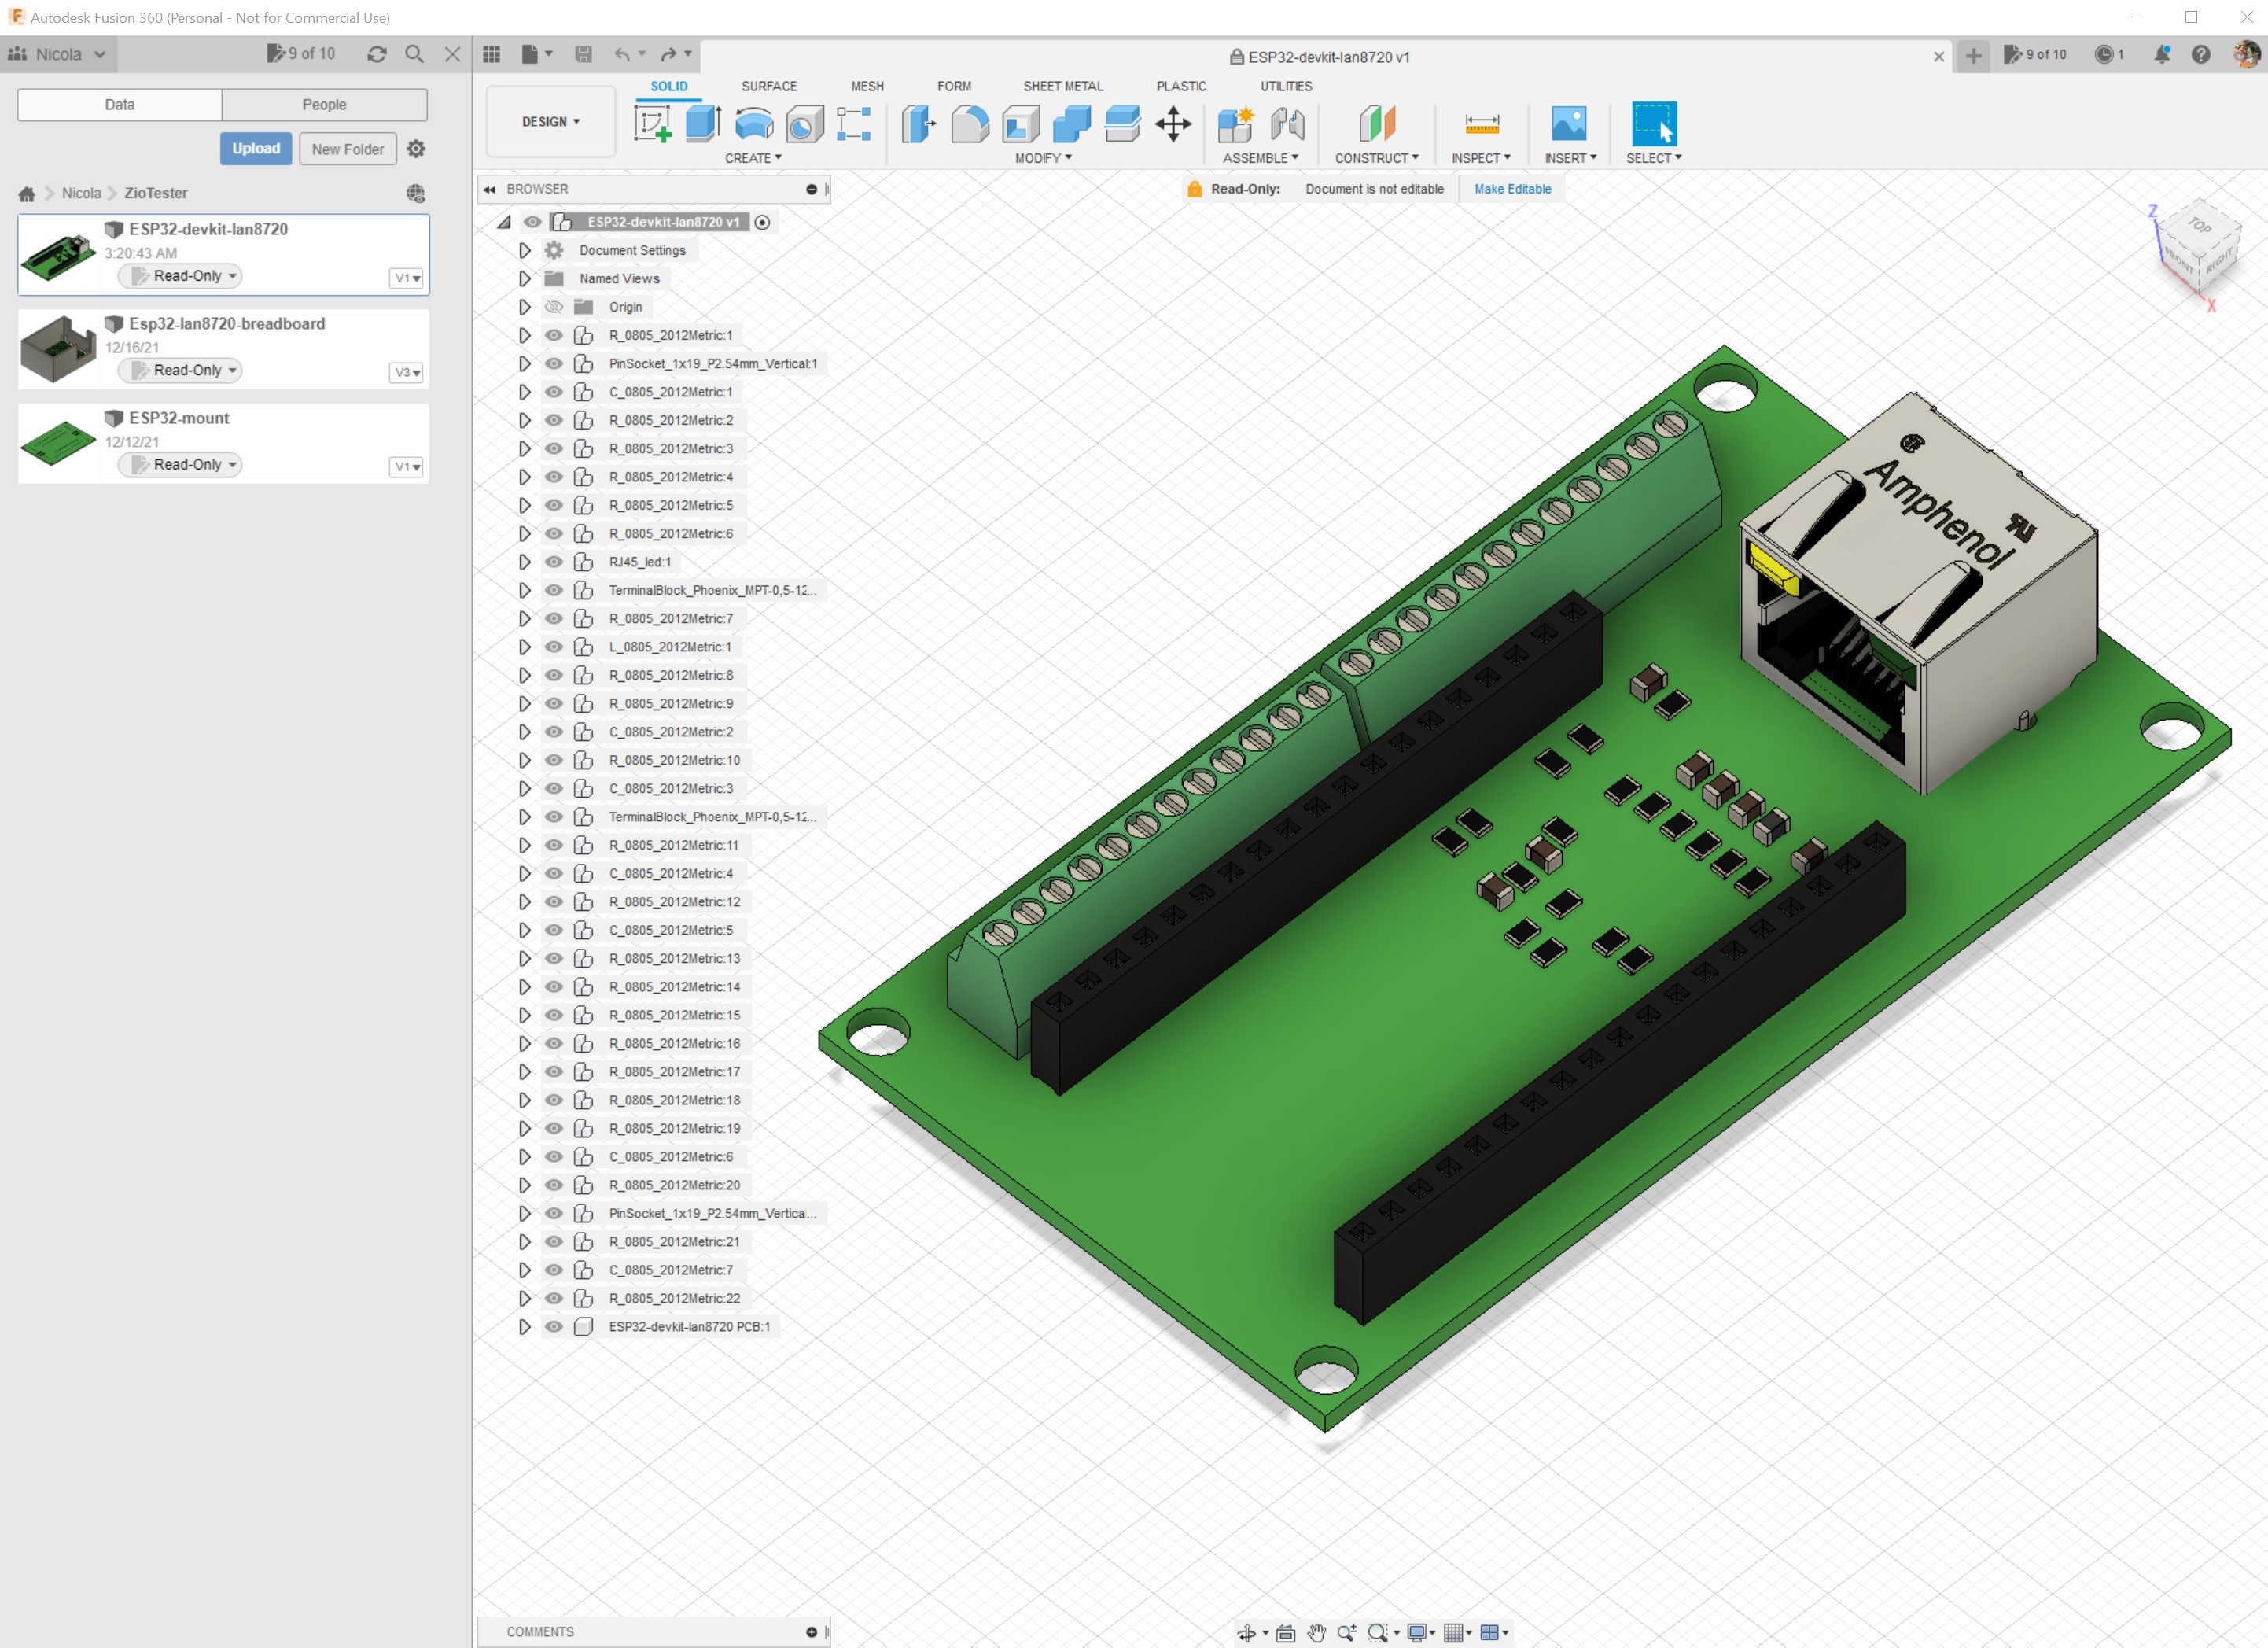 Autodesk Fusion 360 (Personal - Not for Commercial Use)
Nicola
9 of 10
ESP32-devkit-lan8720 v1
9 of 10
1
Data
People
Upload
New Folder
Nicola
ZioTester
ESP32-devkit-lan8720
3:20:43 AM
Read-Only
V1
Esp32-lan8720-breadboard
12/16/21
Read-Only
V3
ESP32-mount
12/12/21
Read-Only
V1
DESIGN
SOLID
SURFACE
MESH
FORM
SHEET METAL
PLASTIC
UTILITIES
CREATE
MODIFY
ASSEMBLE
CONSTRUCT
INSPECT
INSERT
SELECT
BROWSER
Read-Only: Document is not editable
Make Editable
ESP32-devkit-lan8720 v1
Document Settings
Named Views
Origin
R_0805_2012Metric:1
PinSocket_1x19_P2.54mm_Vertical:1
C_0805_2012Metric:1
R_0805_2012Metric:2
R_0805_2012Metric:3
R_0805_2012Metric:4
R_0805_2012Metric:5
R_0805_2012Metric:6
RJ45_led:1
TerminalBlock_Phoenix_MPT-0,5-12...
R_0805_2012Metric:7
L_0805_2012Metric:1
R_0805_2012Metric:8
R_0805_2012Metric:9
C_0805_2012Metric:2
R_0805_2012Metric:10
C_0805_2012Metric:3
TerminalBlock_Phoenix_MPT-0,5-12...
R_0805_2012Metric:11
C_0805_2012Metric:4
R_0805_2012Metric:12
C_0805_2012Metric:5
R_0805_2012Metric:13
R_0805_2012Metric:14
R_0805_2012Metric:15
R_0805_2012Metric:16
R_0805_2012Metric:17
R_0805_2012Metric:18
R_0805_2012Metric:19
C_0805_2012Metric:6
R_0805_2012Metric:20
PinSocket_1x19_P2.54mm_Vertica...
R_0805_2012Metric:21
C_0805_2012Metric:7
R_0805_2012Metric:22
ESP32-devkit-lan8720 PCB:1
Z
TOP
FRONT
RIGHT
X
Amphenol
COMMENTS